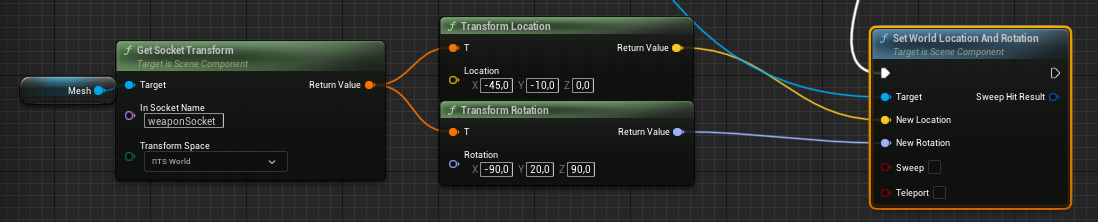 Mesh
f Get Socket Transform
Target is Scene Component
Target
Return Value
In Socket Name
weaponSocket
Transform Space
RTS World
f Transform Location
T
Return Value
Location
X -45,0 Y -10,0 Z 0,0
f Transform Rotation
T
Return Value
Rotation
X -90,0 Y 20,0 Z 90,0
f Set World Location And Rotation
Target is Scene Component
Target
Sweep Hit Result
New Location
New Rotation
Sweep
Teleport